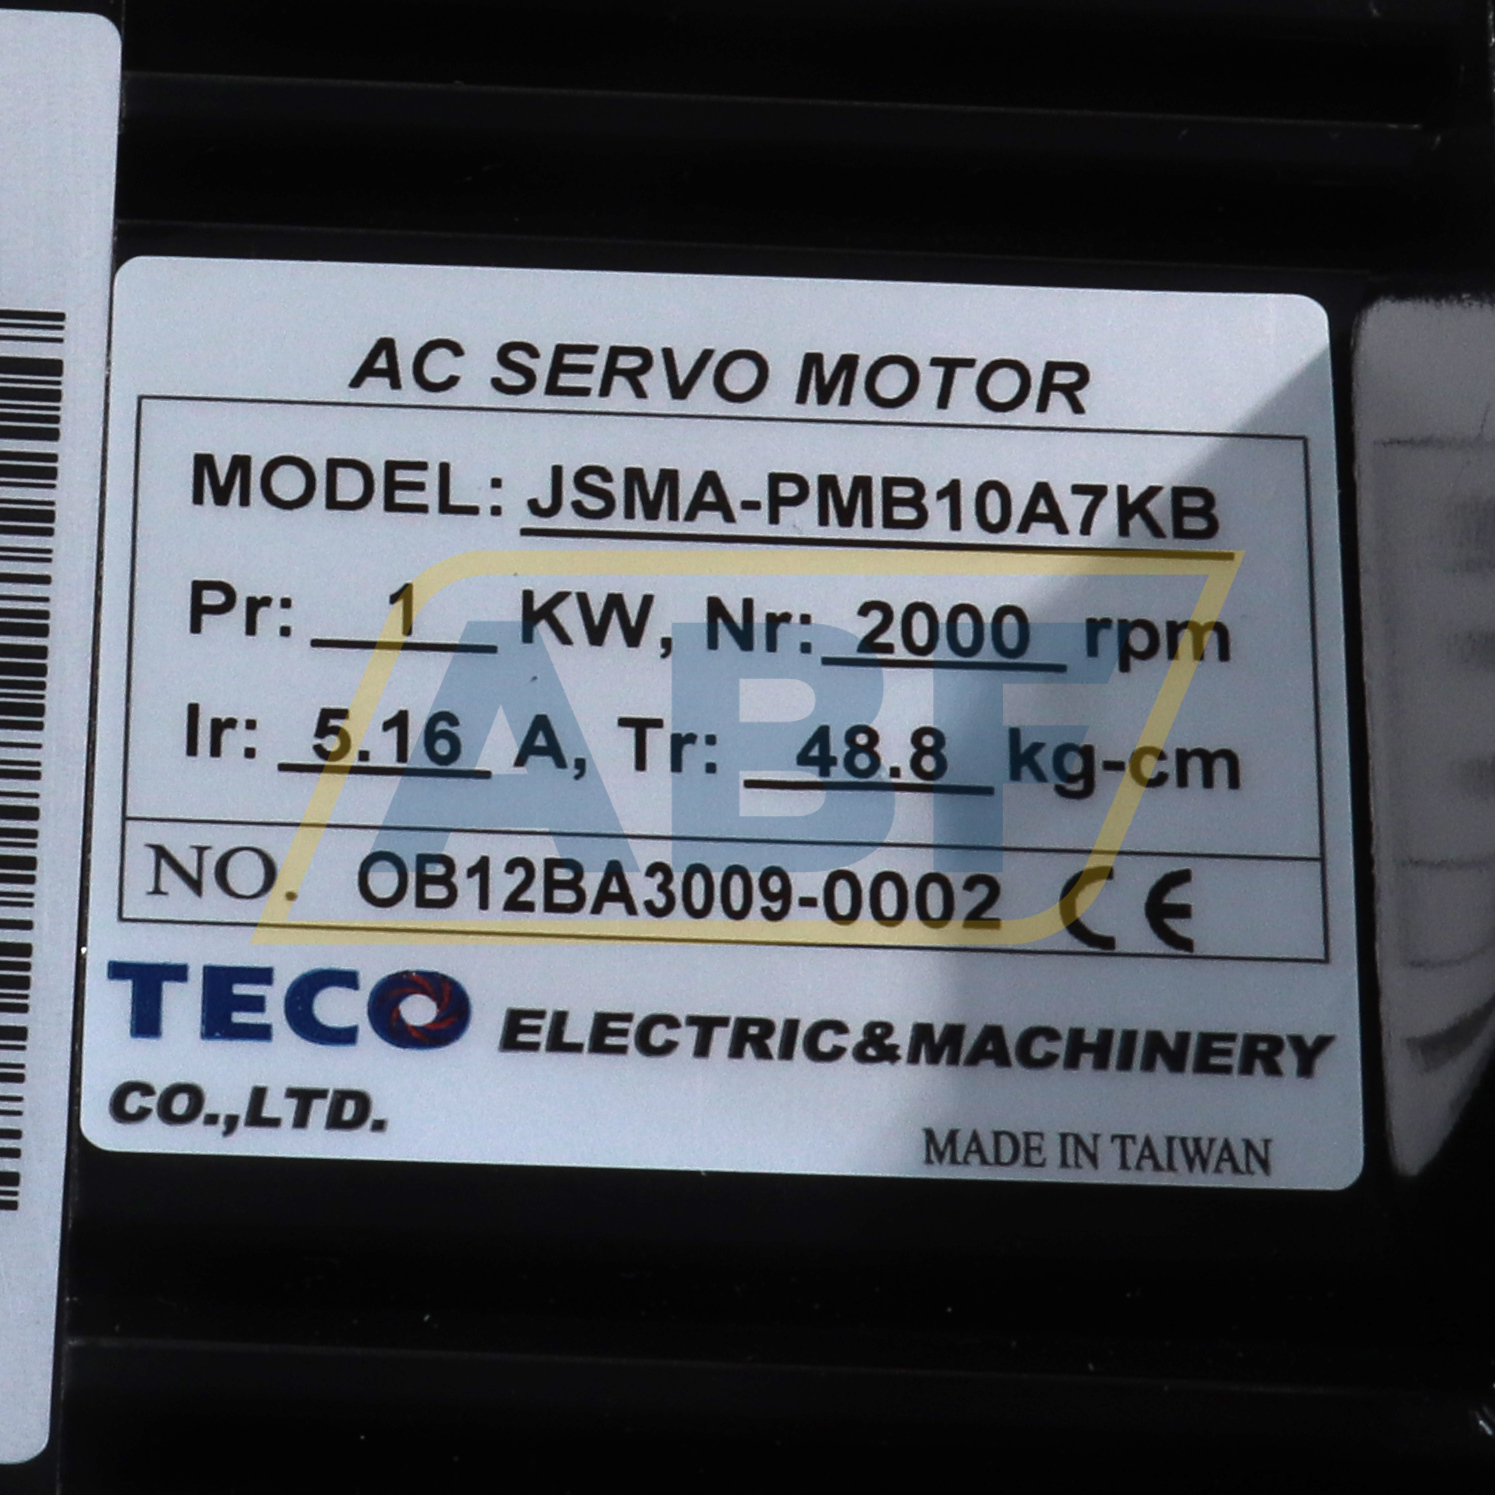 AC SERVO MOTOR
MODEL: JSMA-PMB10A7KB
Pr: 1 KW, Nr: 2000 rpm
Ir: 5.16 A, Tr: 48.8 kg-cm
ABF
NO. OB12BA3009-0002 CE
TECO ELECTRIC&MACHINERY
CO.,LTD.
MADE IN TAIWAN